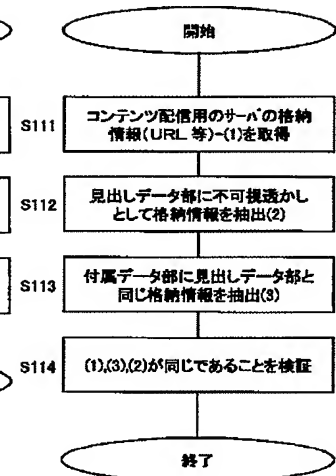 開始
S111
コンテンツ配信用のサーバの格納
情報(URL 等)-(1)を取得
S112
見出しデータ部に不可視透かし
として格納情報を抽出(2)
S113
付属データ部に見出しデータ部と
同じ格納情報を抽出(3)
S114
(1),(3),(2)が同じであることを検証
終了